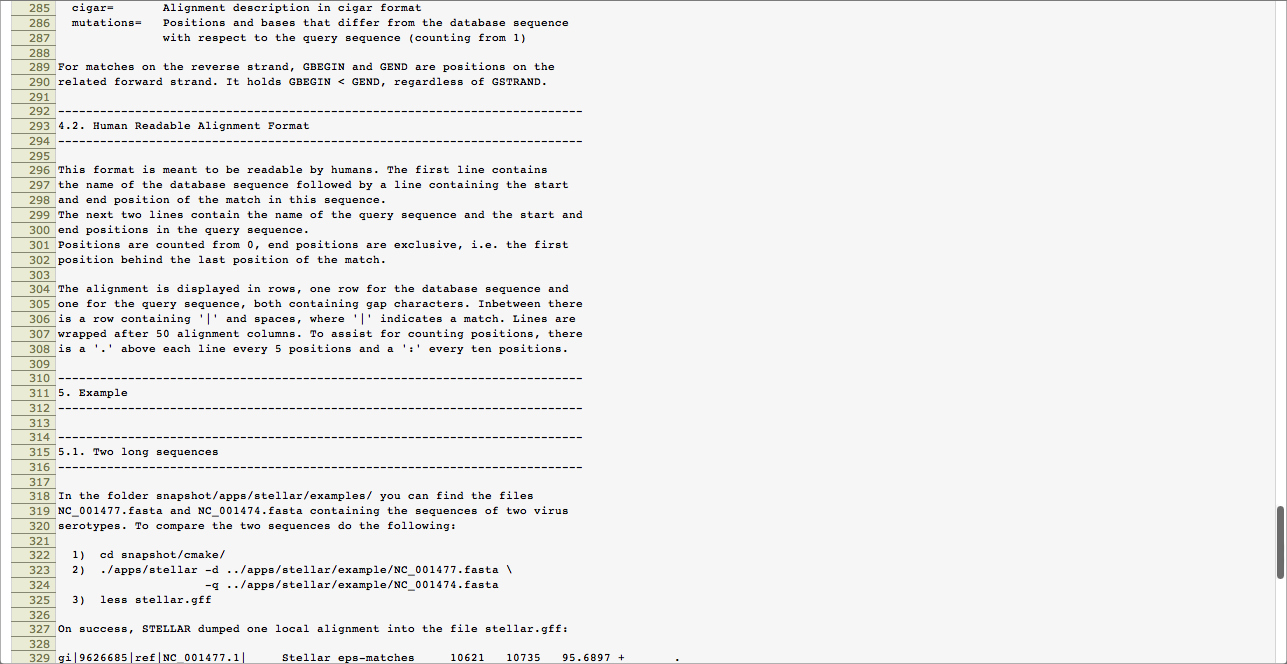 285 cigar=       Alignment description in cigar format
286 mutations=   Positions and bases that differ from the database sequence
287              with respect to the query sequence (counting from 1)
288
289 For matches on the reverse strand, GBEGIN and GEND are positions on the
290 related forward strand. It holds GBEGIN < GEND, regardless of GSTRAND.
291
292 ---------------------------------------------------------------------------
293 4.2. Human Readable Alignment Format
294 ---------------------------------------------------------------------------
295
296 This format is meant to be readable by humans. The first line contains
297 the name of the database sequence followed by a line containing the start
298 and end position of the match in this sequence.
299 The next two lines contain the name of the query sequence and the start and
300 end positions in the query sequence.
301 Positions are counted from 0, end positions are exclusive, i.e. the first
302 position behind the last position of the match.
303
304 The alignment is displayed in rows, one row for the database sequence and
305 one for the query sequence, both containing gap characters. Inbetween there
306 is a row containing '|' and spaces, where '|' indicates a match. Lines are
307 wrapped after 50 alignment columns. To assist for counting positions, there
308 is a '.' above each line every 5 positions and a ':' every ten positions.
309
310 ---------------------------------------------------------------------------
311 5. Example
312 ---------------------------------------------------------------------------
313
314 ---------------------------------------------------------------------------
315 5.1. Two long sequences
316 ---------------------------------------------------------------------------
317
318 In the folder snapshot/apps/stellar/examples/ you can find the files
319 NC_001477.fasta and NC_001474.fasta containing the sequences of two virus
320 serotypes. To compare the two sequences do the following:
321
322   1)  cd snapshot/cmake/
323   2)  ./apps/stellar -d ../apps/stellar/example/NC_001477.fasta \
324                      -q ../apps/stellar/example/NC_001474.fasta
325   3)  less stellar.gff
326
327 On success, STELLAR dumped one local alignment into the file stellar.gff:
328
329 gi|9626685|ref|NC_001477.1|     Stellar eps-matches     10621   10735   95.6897 +       .